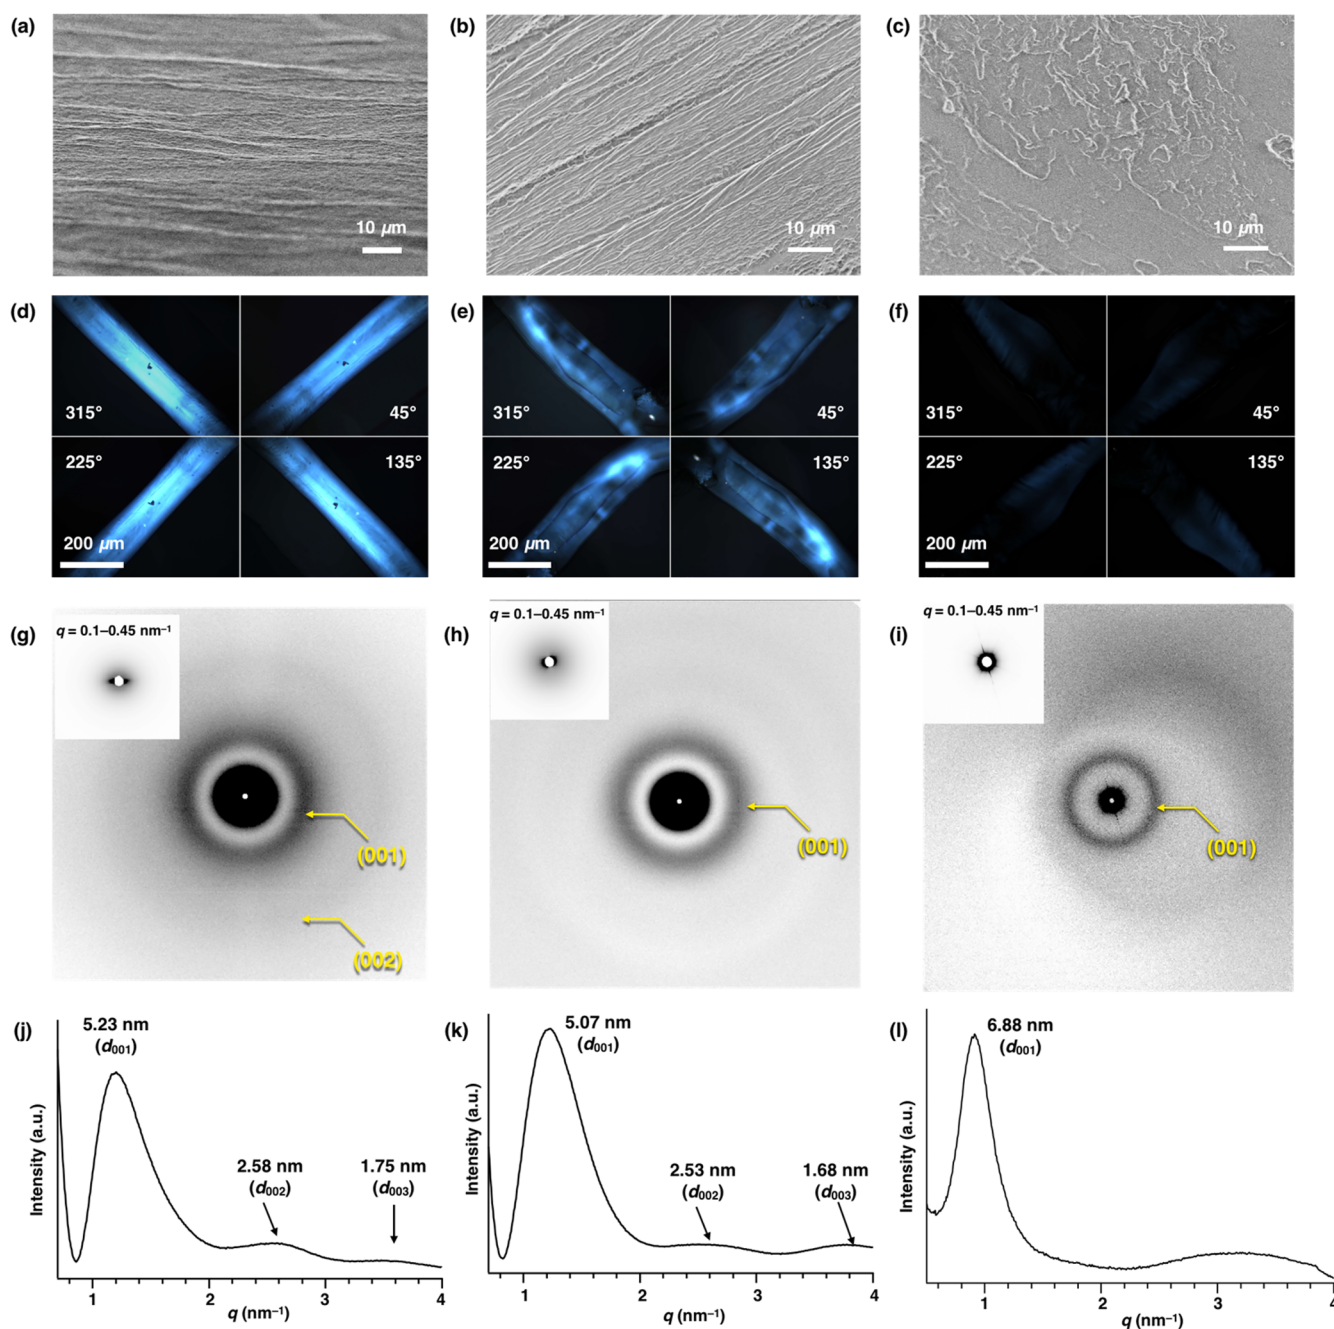 (a)
10 µm
(b)
10 µm
(c)
10 µm
(d)
315°
45°
225°
135°
200 µm
(e)
315°
45°
225°
135°
200 µm
(f)
315°
45°
225°
135°
200 µm
(g)
q = 0.1–0.45 nm⁻¹
(001)
(002)
(h)
q = 0.1–0.45 nm⁻¹
(001)
(i)
q = 0.1–0.45 nm⁻¹
(001)
(j)
5.23 nm
(d₀₀₁)
2.58 nm
(d₀₀₂)
1.75 nm
(d₀₀₃)
Intensity (a.u.)
1 2 3 4
q (nm⁻¹)
(k)
5.07 nm
(d₀₀₁)
2.53 nm
(d₀₀₂)
1.68 nm
(d₀₀₃)
Intensity (a.u.)
1 2 3 4
q (nm⁻¹)
(l)
6.88 nm
(d₀₀₁)
Intensity (a.u.)
1 2 3 4
q (nm⁻¹)